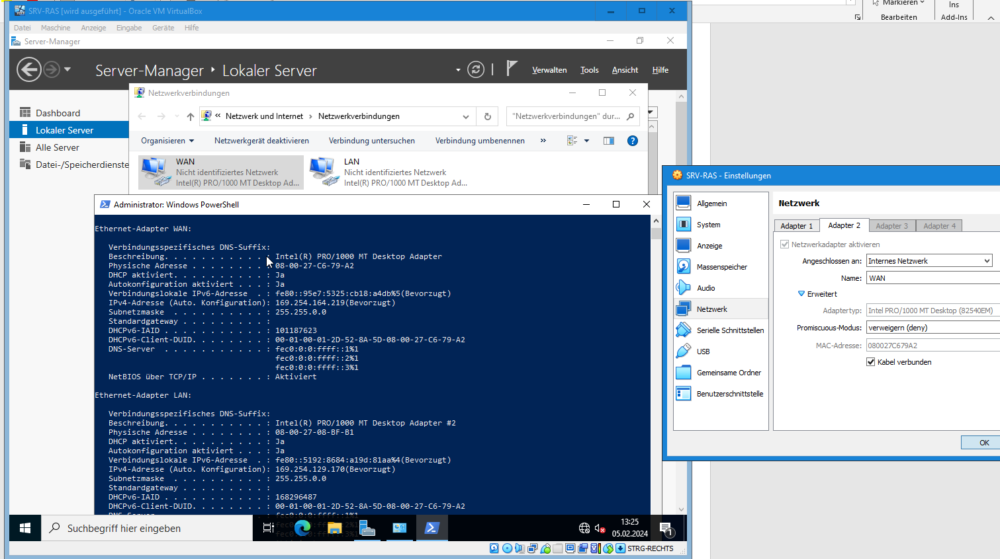 SRV-RAS [wird ausgeführt] - Oracle VM VirtualBox
Datei Maschine Anzeige Eingabe Geräte Hilfe
Server-Manager
Server-Manager ‣ Lokaler Server
Verwalten Tools Ansicht Hilfe
Dashboard
Lokaler Server
Alle Server
Datei-/Speicherdienste
Netzwerkverbindungen
« Netzwerk und Internet › Netzwerkverbindungen
"Netzwerkverbindungen" dur...
Organisieren Netzwerkgerät deaktivieren Verbindung untersuchen Verbindung umbenennen »
WAN
Nicht identifiziertes Netzwerk
Intel(R) PRO/1000 MT Desktop Ad...
LAN
Nicht identifiziertes Netzwerk
Intel(R) PRO/1000 MT Desktop Ad...
Administrator: Windows PowerShell
Ethernet-Adapter WAN:
Verbindungsspezifisches DNS-Suffix:
Beschreibung. . . . . . . . . . . : Intel(R) PRO/1000 MT Desktop Adapter
Physische Adresse . . . . . . . . : 08-00-27-C6-79-A2
DHCP aktiviert. . . . . . . . . . : Ja
Autokonfiguration aktiviert . . . : Ja
Verbindungslokale IPv6-Adresse  . : fe80::95e7:5325:cb18:a4db%5(Bevorzugt)
IPv4-Adresse (Auto. Konfiguration): 169.254.164.219(Bevorzugt)
Subnetzmaske  . . . . . . . . . . : 255.255.0.0
Standardgateway . . . . . . . . . :
DHCPv6-IAID . . . . . . . . . . . : 101187623
DHCPv6-Client-DUID. . . . . . . . : 00-01-00-01-2D-52-8A-5D-08-00-27-C6-79-A2
DNS-Server  . . . . . . . . . . . : fec0:0:0:ffff::1%1
fec0:0:0:ffff::2%1
fec0:0:0:ffff::3%1
NetBIOS über TCP/IP . . . . . . . : Aktiviert
Ethernet-Adapter LAN:
Verbindungsspezifisches DNS-Suffix:
Beschreibung. . . . . . . . . . . : Intel(R) PRO/1000 MT Desktop Adapter #2
Physische Adresse . . . . . . . . : 08-00-27-08-BF-B1
DHCP aktiviert. . . . . . . . . . : Ja
Autokonfiguration aktiviert . . . : Ja
Verbindungslokale IPv6-Adresse  . : fe80::5192:8684:a19d:81aa%4(Bevorzugt)
IPv4-Adresse (Auto. Konfiguration): 169.254.129.170(Bevorzugt)
Subnetzmaske  . . . . . . . . . . : 255.255.0.0
Standardgateway . . . . . . . . . :
DHCPv6-IAID . . . . . . . . . . . : 168296487
DHCPv6-Client-DUID. . . . . . . . : 00-01-00-01-2D-52-8A-5D-08-00-27-C6-79-A2
Suchbegriff hier eingeben
13:25
05.02.2024
1
STRG-RECHTS
Markieren
Bearbeiten
Ins
Add-Ins
SRV-RAS - Einstellungen
Allgemein
System
Anzeige
Massenspeicher
Audio
Netzwerk
Serielle Schnittstellen
USB
Gemeinsame Ordner
Benutzerschnittstelle
Netzwerk
Adapter 1 Adapter 2 Adapter 3 Adapter 4
Netzwerkadapter aktivieren
Angeschlossen an: Internes Netzwerk
Name: WAN
Erweitert
Adaptertyp: Intel PRO/1000 MT Desktop (82540EM)
Promiscuous-Modus: verweigern (deny)
MAC-Adresse: 080027C679A2
Kabel verbunden
OK